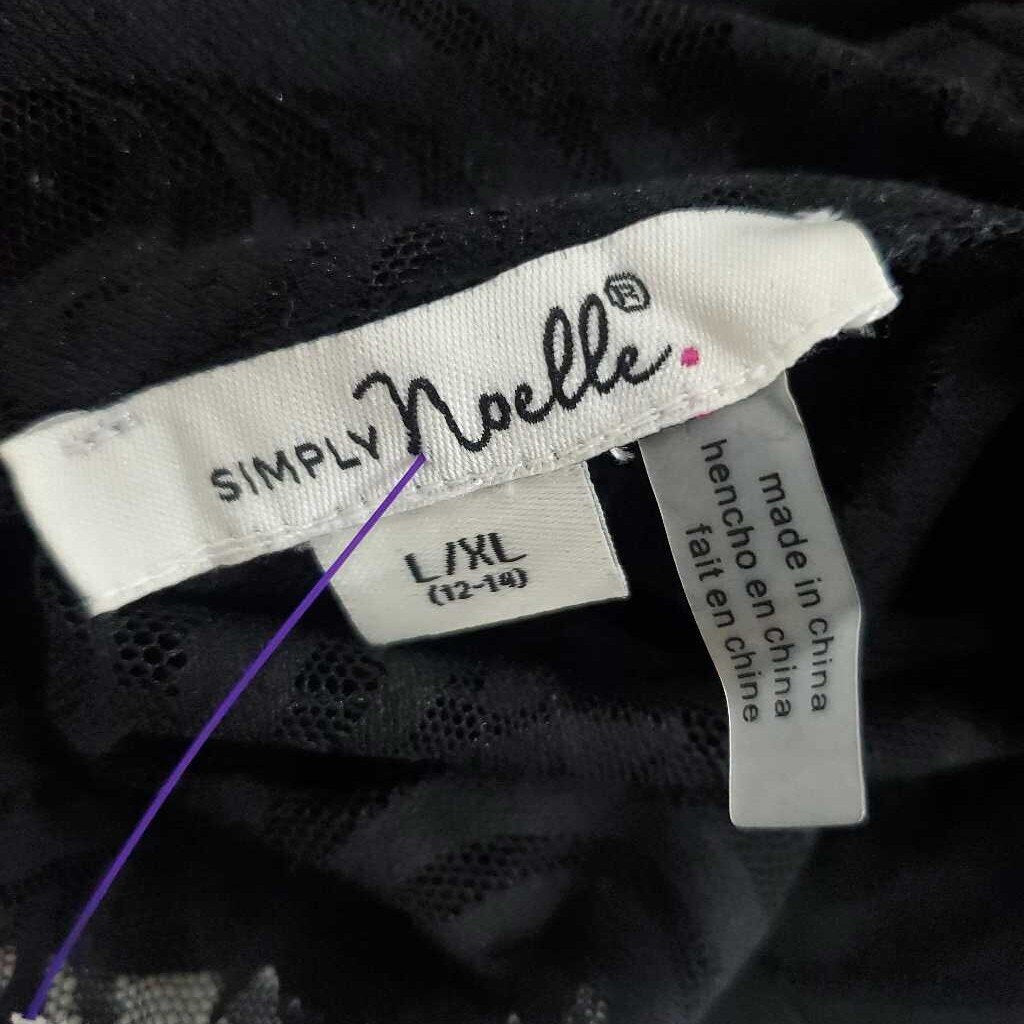 SIMPLY Noelle®.
L/XL
(12-14)
made in china
hencho en china
fait en chine